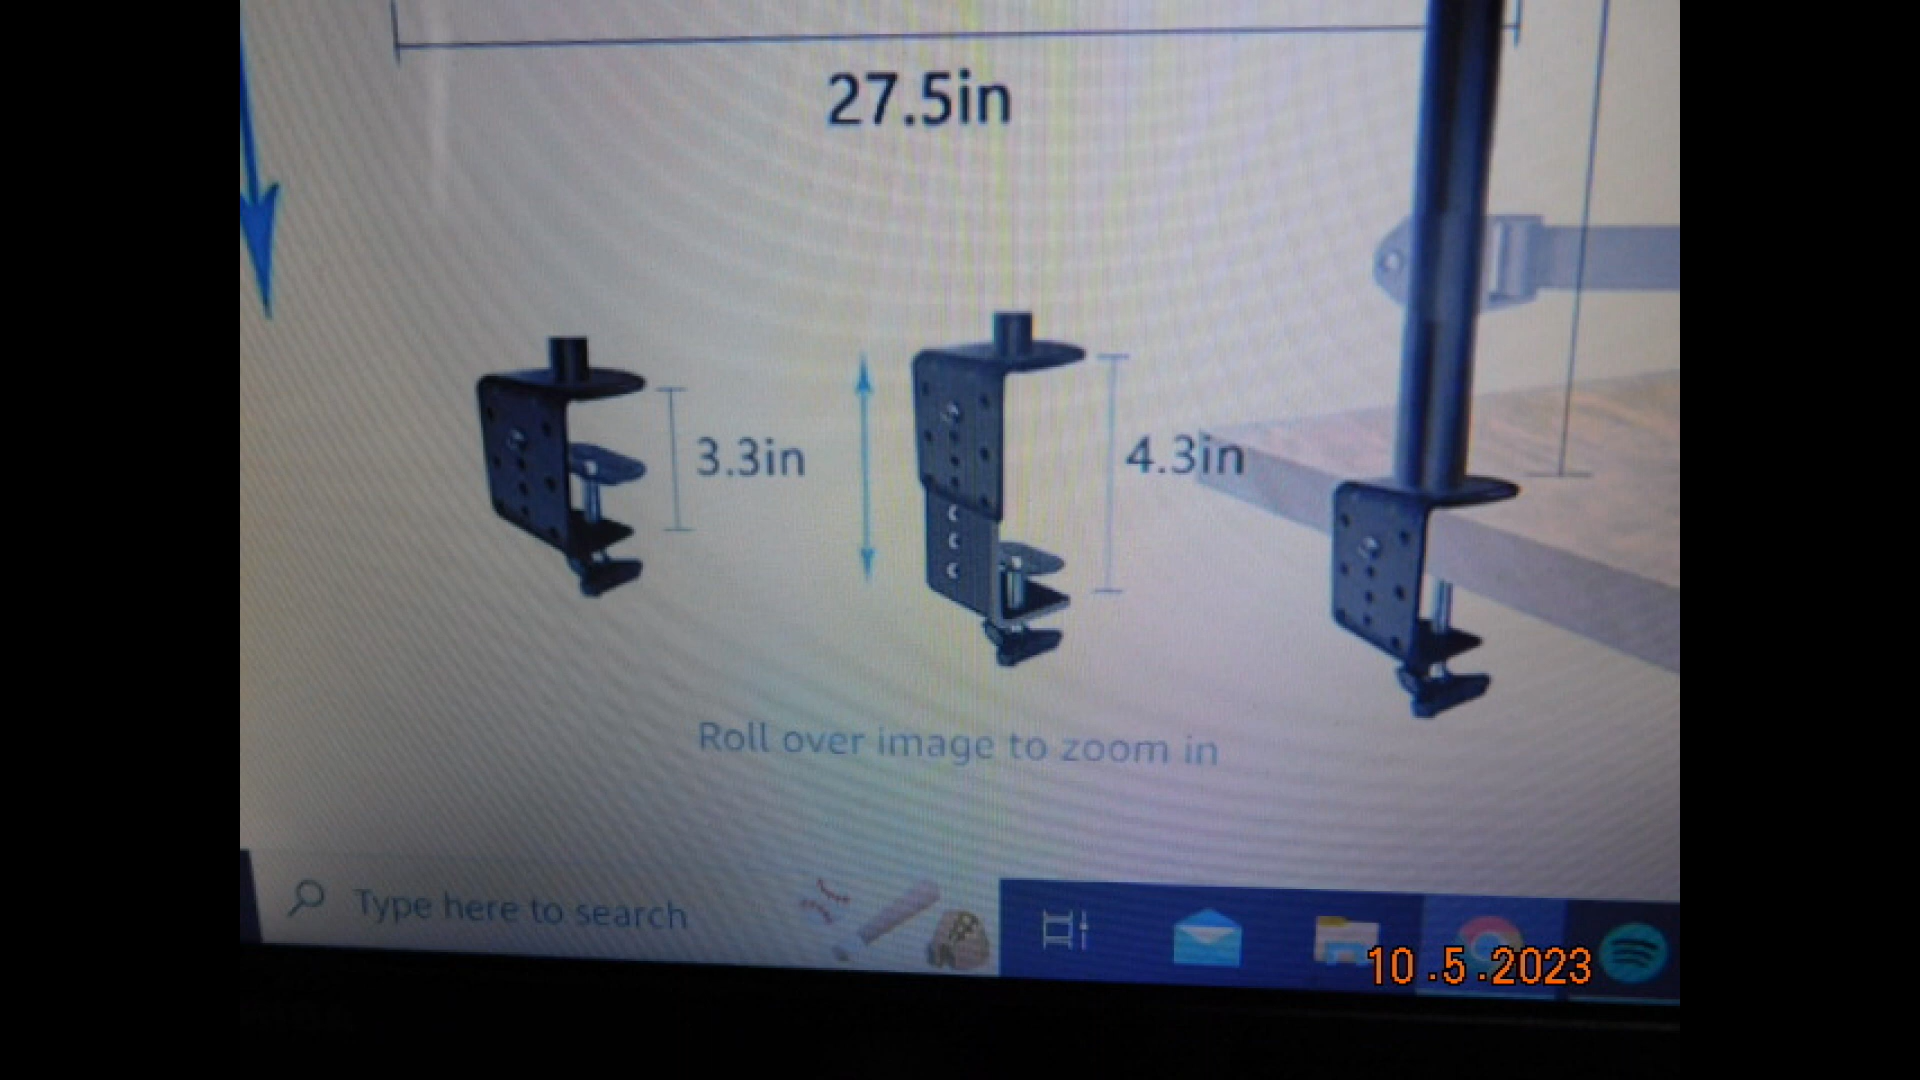 27.5in
3.3in
4.3in
Roll over image to zoom in
Type here to search
10.5.2023